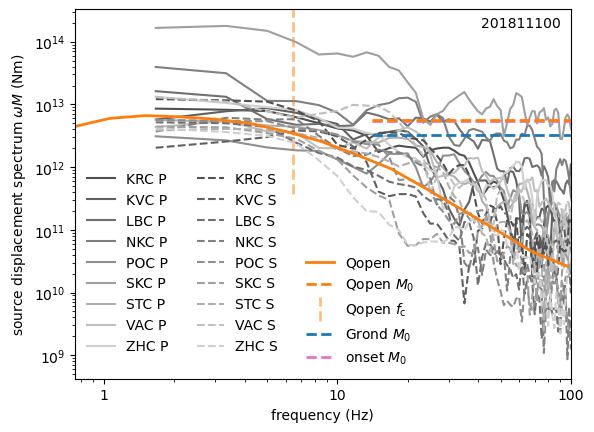 201811100
10¹⁴
10¹³
10¹²
10¹¹
10¹⁰
10⁹
source displacement spectrum ωM (Nm)
KRC P
KVC P
LBC P
NKC P
POC P
SKC P
STC P
VAC P
ZHC P
KRC S
KVC S
LBC S
NKC S
POC S
SKC S
STC S
VAC S
ZHC S
Qopen
Qopen M₀
Qopen f_c
Grond M₀
onset M₀
1
10
100
frequency (Hz)